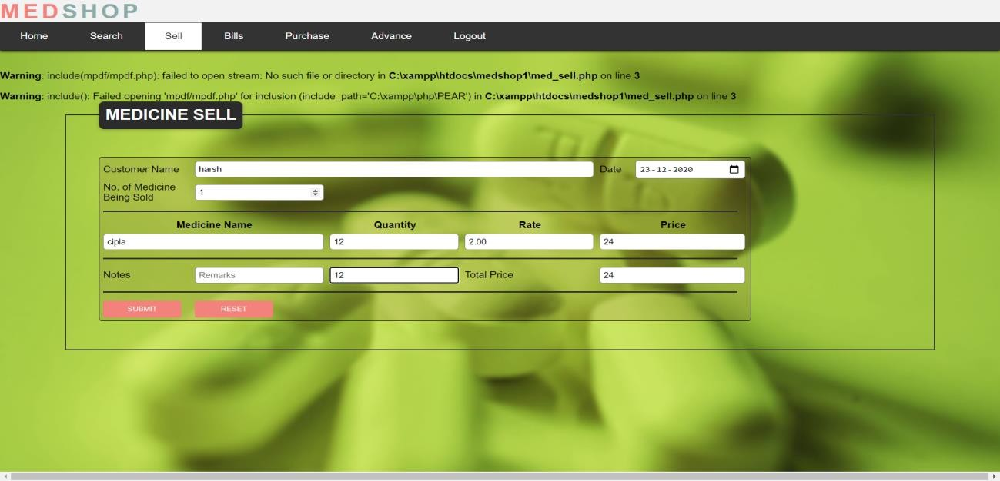 MEDSHOP
Home Search Sell Bills Purchase Advance Logout
Warning: include(mpdf/mpdf.php): failed to open stream: No such file or directory in C:\xampp\htdocs\medshop1\med_sell.php on line 3
Warning: include(): Failed opening 'mpdf/mpdf.php' for inclusion (include_path='C:\xampp\php\PEAR') in C:\xampp\htdocs\medshop1\med_sell.php on line 3
MEDICINE SELL
Customer Name harsh Date 23-12-2020
No. of Medicine
Being Sold 1
Medicine Name Quantity Rate Price
cipla 12 2.00 24
Notes Remarks 12 Total Price 24
SUBMIT RESET